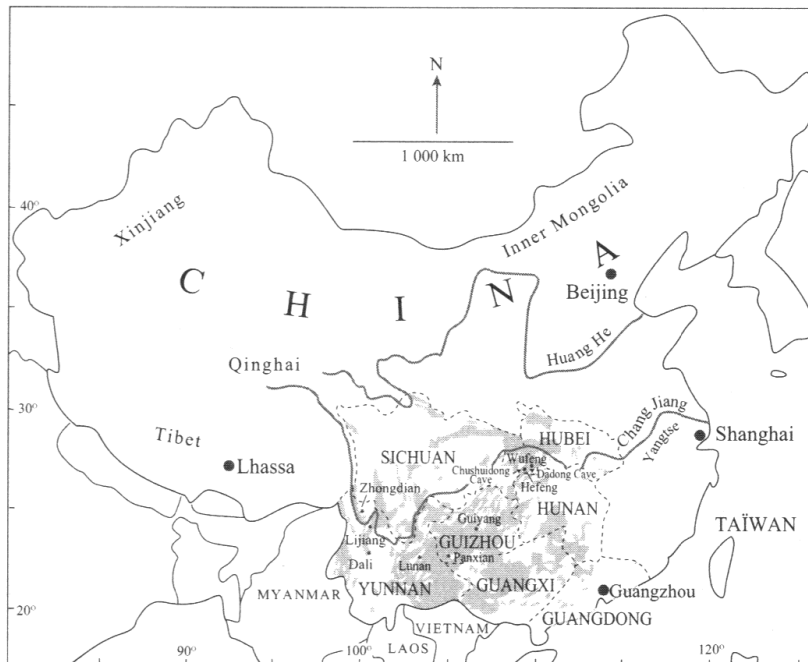 N
1 000 km
40°
Xinjiang
Inner Mongolia
C H I N A
Beijing
Huang He
Qinghai
30°
Tibet
Lhassa
SICHUAN
HUBEI
Chang Jiang
Yangtse
Shanghai
Wufeng
Chushuidong
Cave
Dadong Cave
Hefeng
Zhongdian
HUNAN
Guiyang
TAÏWAN
Lijiang
GUIZHOU
Dali
Lunan
Panxian
MYANMAR
YUNNAN
GUANGXI
Guangzhou
20°
GUANGDONG
VIETNAM
LAOS
90°
100°
120°